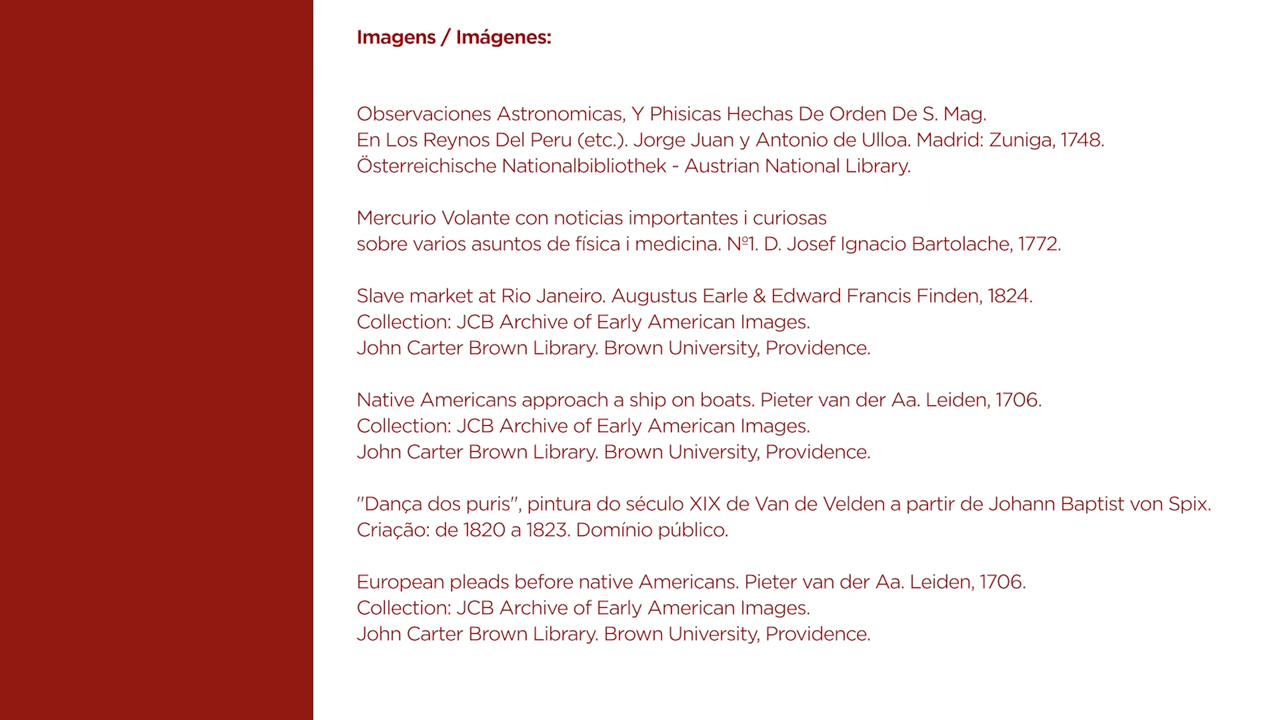 Imagens / Imágenes:
Observaciones Astronomicas, Y Phisicas Hechas De Orden De S. Mag.
En Los Reynos Del Peru (etc.). Jorge Juan y Antonio de Ulloa. Madrid: Zuniga, 1748.
Österreichische Nationalbibliothek - Austrian National Library.
Mercurio Volante con noticias importantes i curiosas
sobre varios asuntos de física i medicina. Nº1. D. Josef Ignacio Bartolache, 1772.
Slave market at Rio Janeiro. Augustus Earle & Edward Francis Finden, 1824.
Collection: JCB Archive of Early American Images.
John Carter Brown Library. Brown University, Providence.
Native Americans approach a ship on boats. Pieter van der Aa. Leiden, 1706.
Collection: JCB Archive of Early American Images.
John Carter Brown Library. Brown University, Providence.
"Dança dos puris", pintura do século XIX de Van de Velden a partir de Johann Baptist von Spix.
Criação: de 1820 a 1823. Domínio público.
European pleads before native Americans. Pieter van der Aa. Leiden, 1706.
Collection: JCB Archive of Early American Images.
John Carter Brown Library. Brown University, Providence.